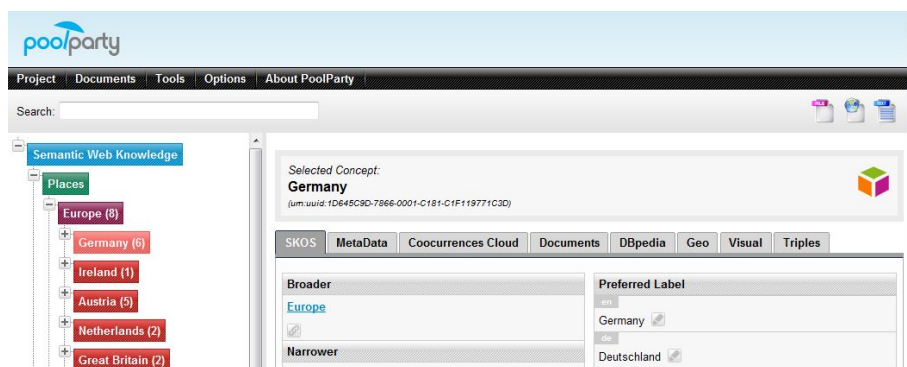 poolparty
Project Documents Tools Options About PoolParty
Search:
Semantic Web Knowledge
Places
Europe (8)
Germany (6)
Ireland (1)
Austria (5)
Netherlands (2)
Great Britain (2)
Selected Concept:
Germany
(urn:uuid:1D645C9D-7866-0001-C181-C1F119771C3D)
SKOS MetaData Coocurrences Cloud Documents DBpedia Geo Visual Triples
Broader
Europe
Narrower
Preferred Label
en
Germany
de
Deutschland